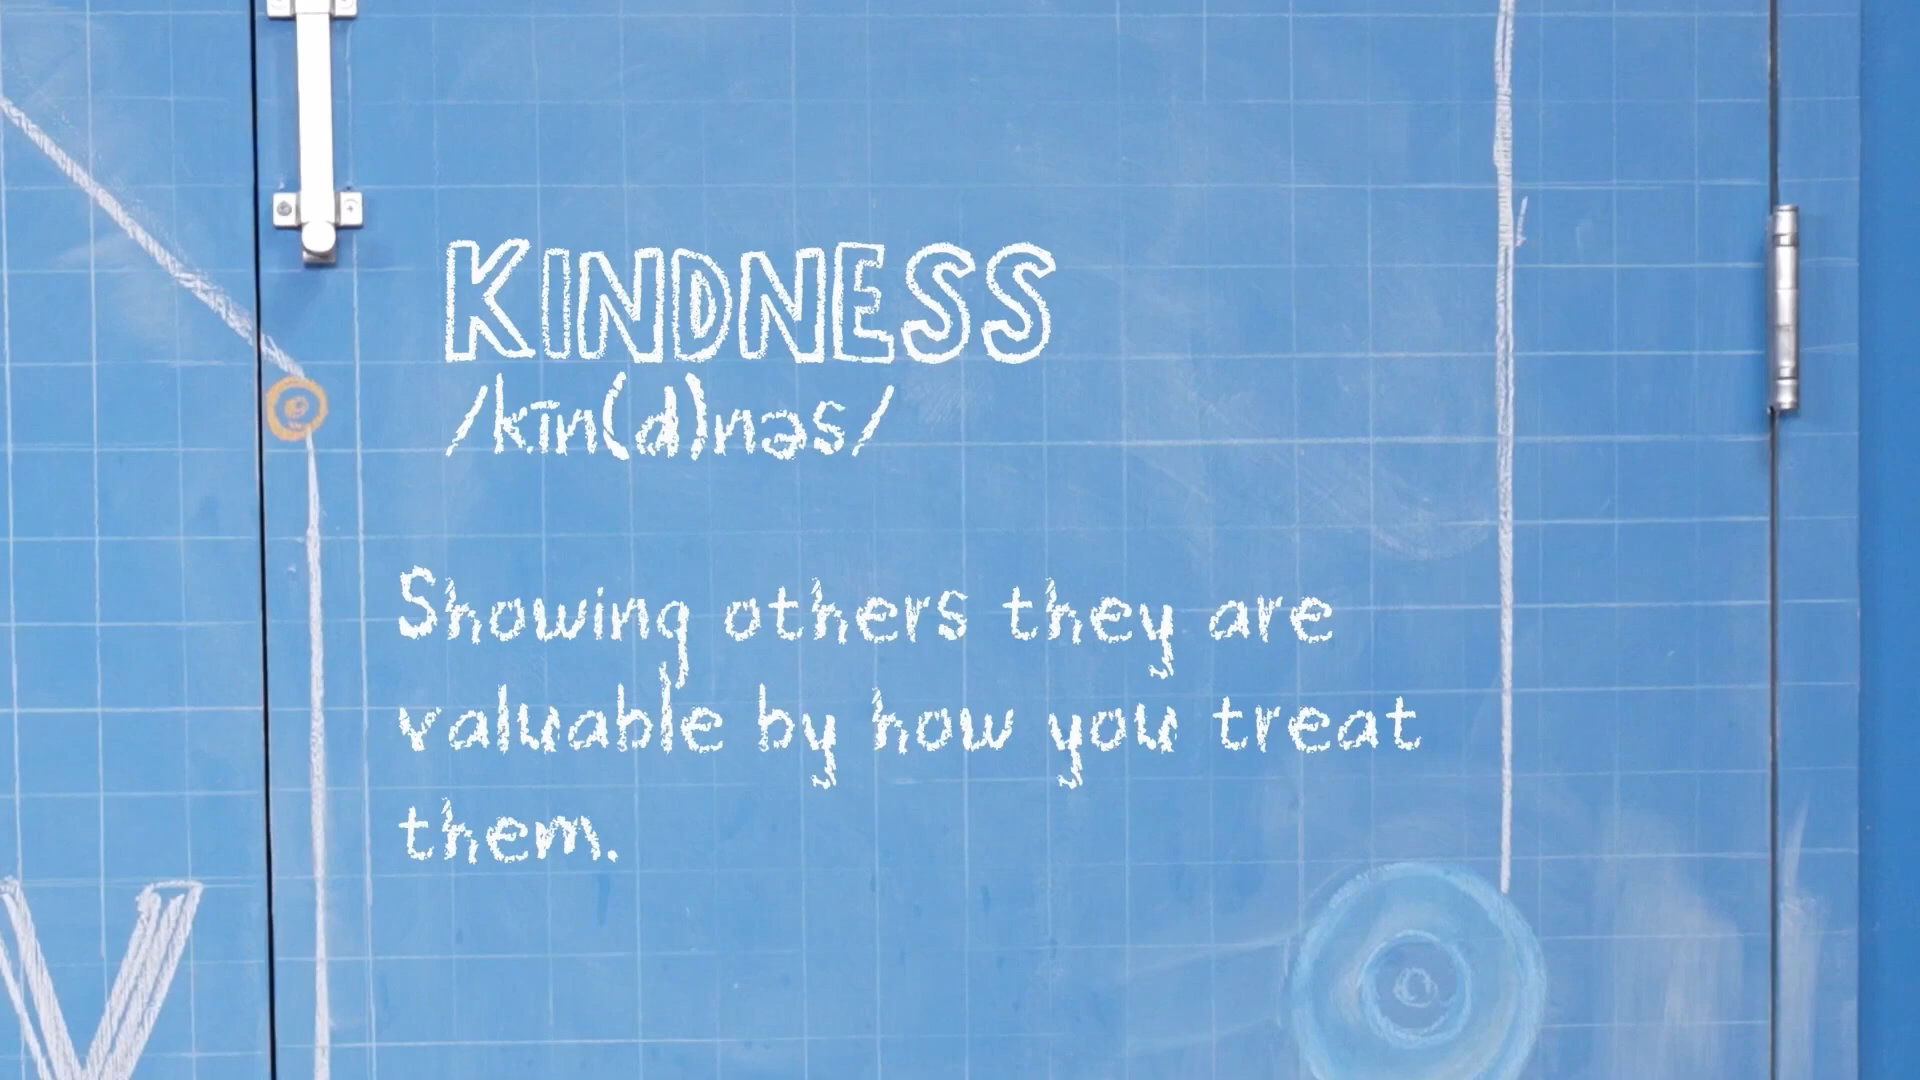 KINDNESS
/kīn(d)nəs/
Showing others they are
valuable by how you treat
them.